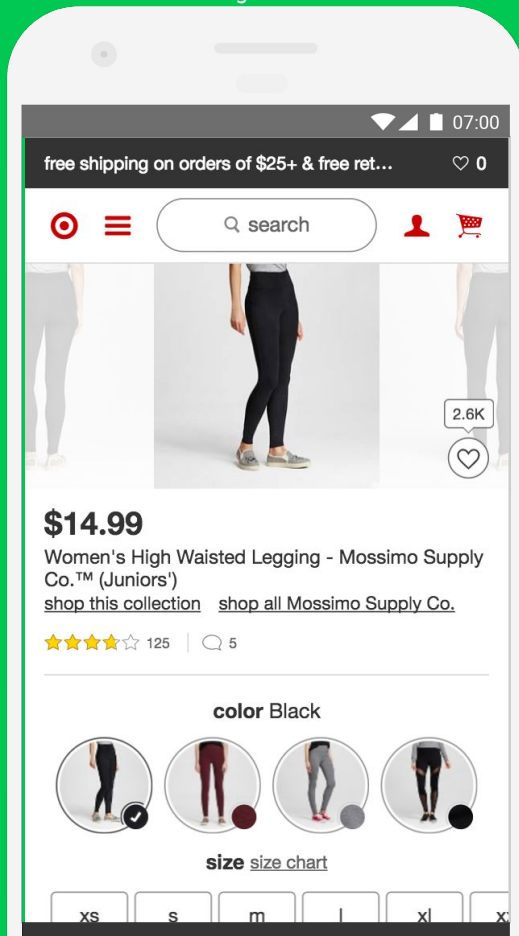 07:00
free shipping on orders of $25+ & free ret...
0
search
2.6K
$14.99
Women's High Waisted Legging - Mossimo Supply
Co.™ (Juniors')
shop this collection shop all Mossimo Supply Co.
125 5
color Black
size size chart
xs s m l xl